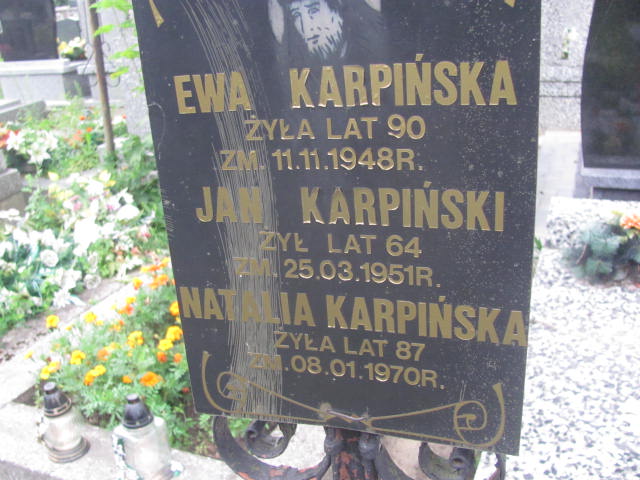 EWA KARPIŃSKA
ŻYŁA LAT 90
ZM. 11.11.1948R.
JAN KARPIŃSKI
ŻYŁ LAT 64
ZM. 25.03.1951R.
NATALIA KARPIŃSKA
ŻYŁA LAT 87
ZM. 08.01.1970R.